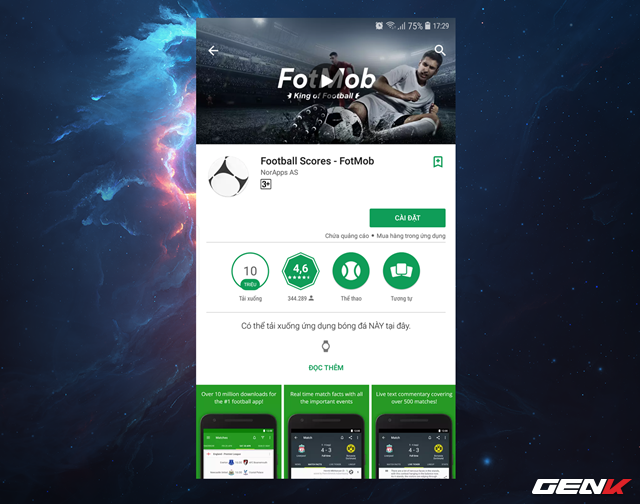 75% 17:29
FotMob
King of Football
Football Scores - FotMob
NorApps AS
3+
CÀI ĐẶT
Chứa quảng cáo • Mua hàng trong ứng dụng
10
TRIỆU
4,6
Tải xuống
344.289
Thể thao
Tương tự
Có thể tải xuống ứng dụng bóng đá NÀY tại đây.
ĐỌC THÊM
Over 10 million downloads for
the #1 football app!
Real time match facts with all
the important events
Live text commentary covering
over 500 matches!
Matches
Match
4 - 3
Match
4 - 3
GENK